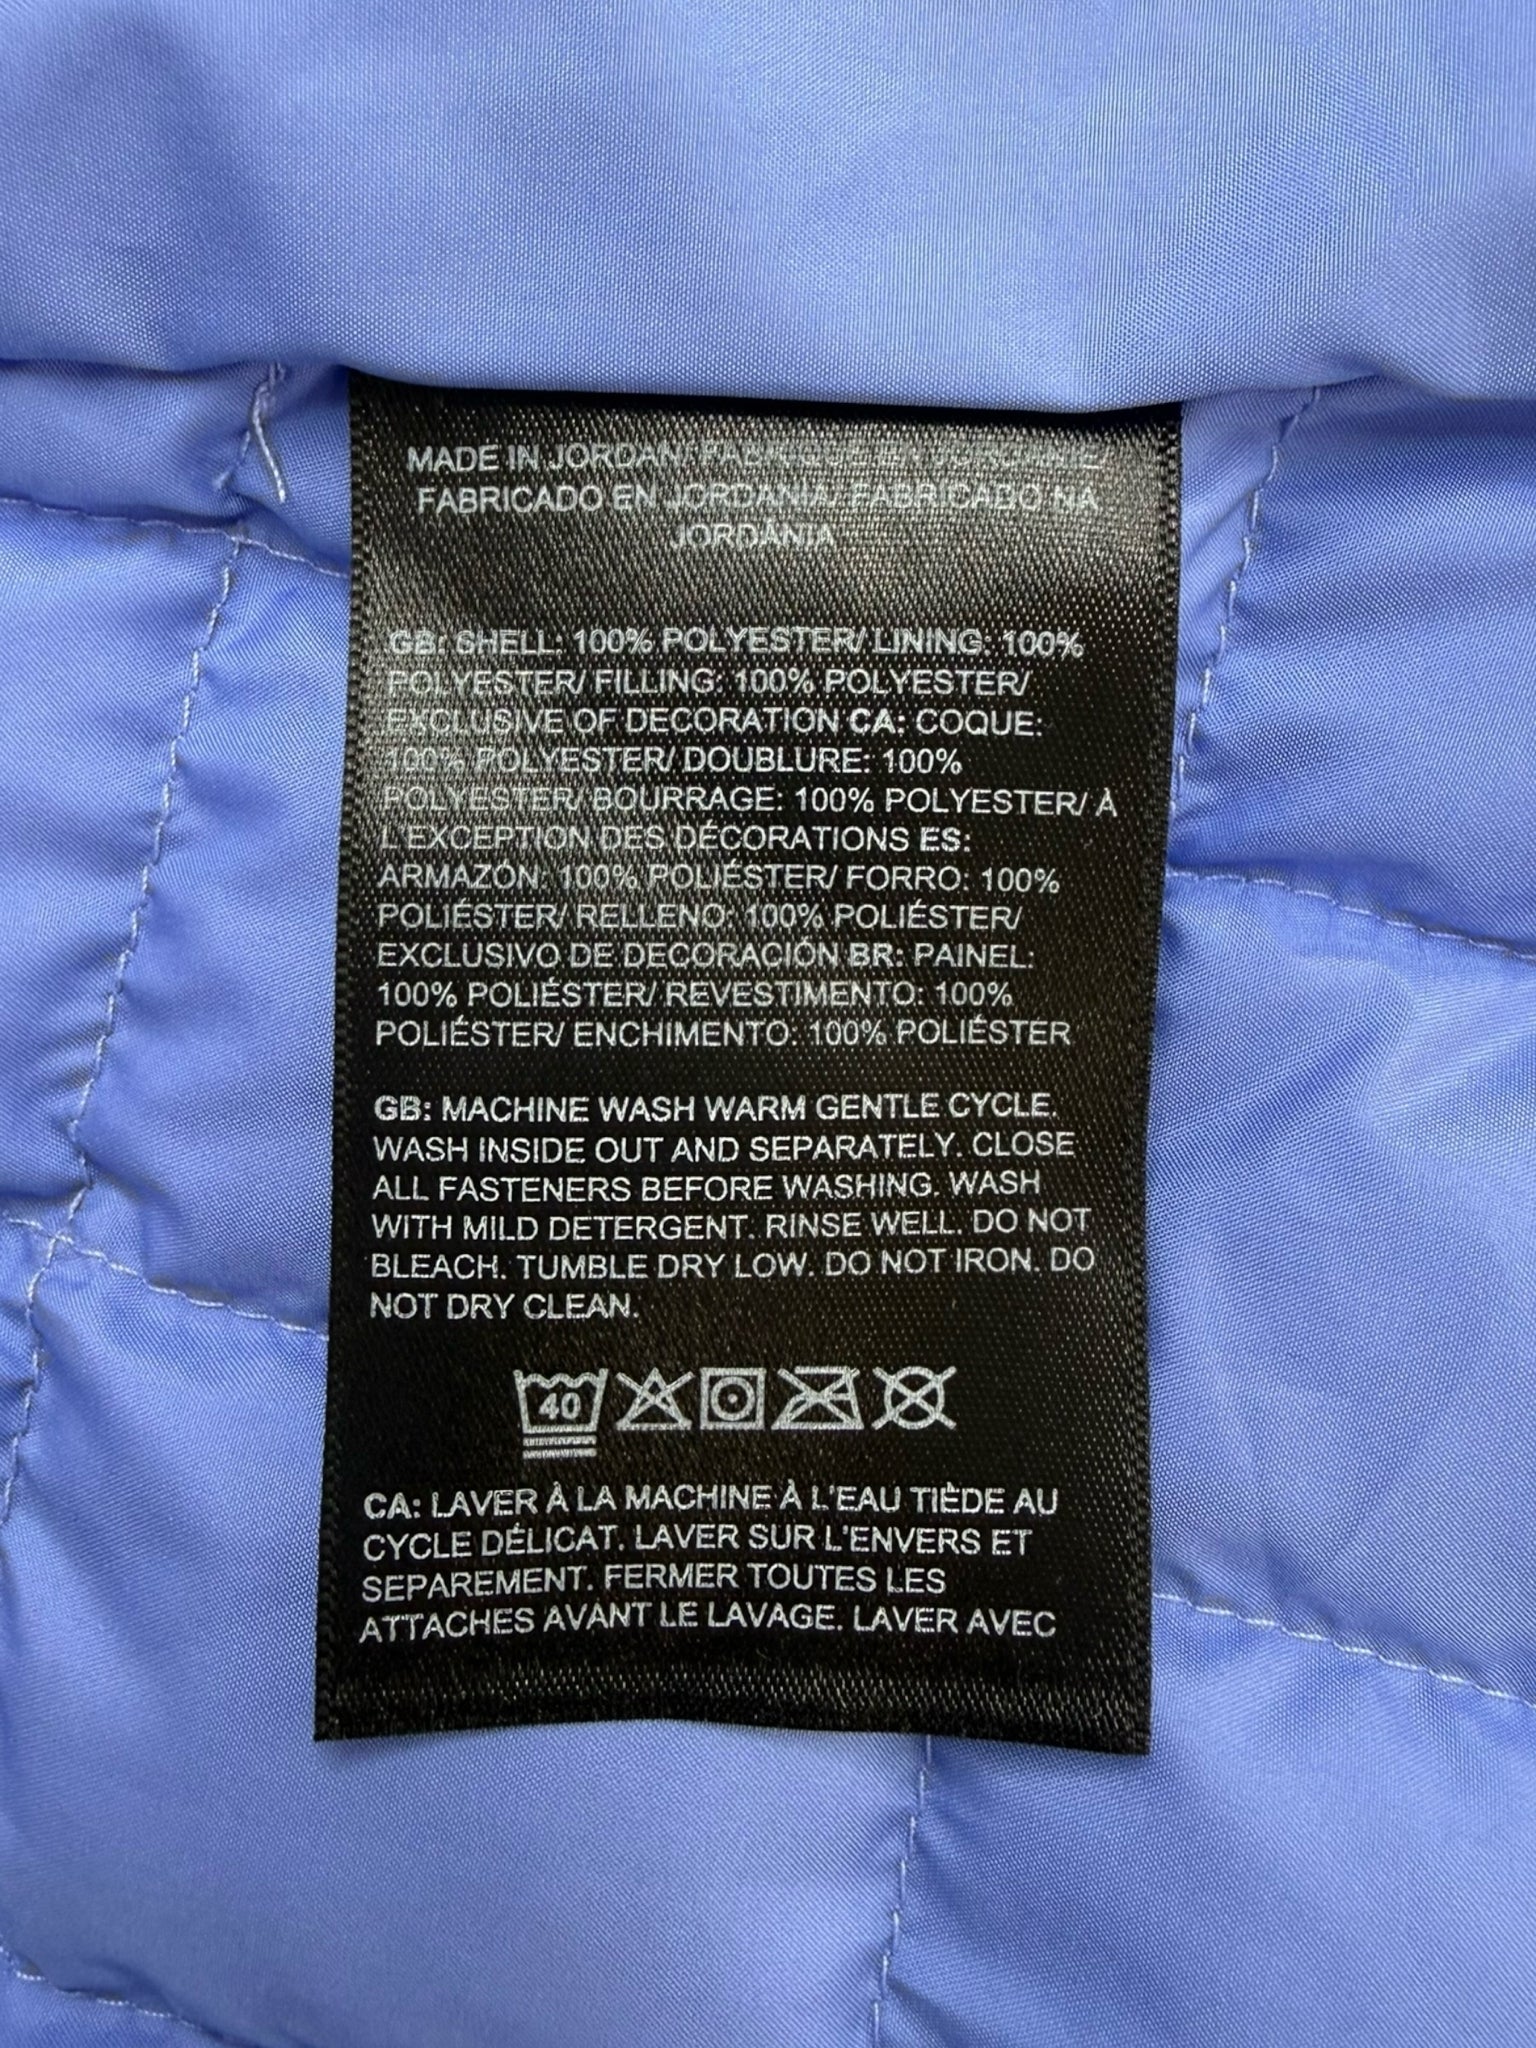 MADE IN JORDAN/ FABRIQUÉ EN JORDANIE
FABRICADO EN JORDANIA/ FABRICADO NA
JORDÂNIA
GB: SHELL: 100% POLYESTER/ LINING: 100%
POLYESTER/ FILLING: 100% POLYESTER/
EXCLUSIVE OF DECORATION CA: COQUE:
100% POLYESTER/ DOUBLURE: 100%
POLYESTER/ BOURRAGE: 100% POLYESTER/ À
L'EXCEPTION DES DÉCORATIONS ES:
ARMAZÓN: 100% POLIÉSTER/ FORRO: 100%
POLIÉSTER/ RELLENO: 100% POLIÉSTER/
EXCLUSIVO DE DECORACIÓN BR: PAINEL:
100% POLIÉSTER/ REVESTIMENTO: 100%
POLIÉSTER/ ENCHIMENTO: 100% POLIÉSTER
GB: MACHINE WASH WARM GENTLE CYCLE.
WASH INSIDE OUT AND SEPARATELY. CLOSE
ALL FASTENERS BEFORE WASHING. WASH
WITH MILD DETERGENT. RINSE WELL. DO NOT
BLEACH. TUMBLE DRY LOW. DO NOT IRON. DO
NOT DRY CLEAN.
40
CA: LAVER À LA MACHINE À L'EAU TIÈDE AU
CYCLE DÉLICAT. LAVER SUR L'ENVERS ET
SEPAREMENT. FERMER TOUTES LES
ATTACHES AVANT LE LAVAGE. LAVER AVEC